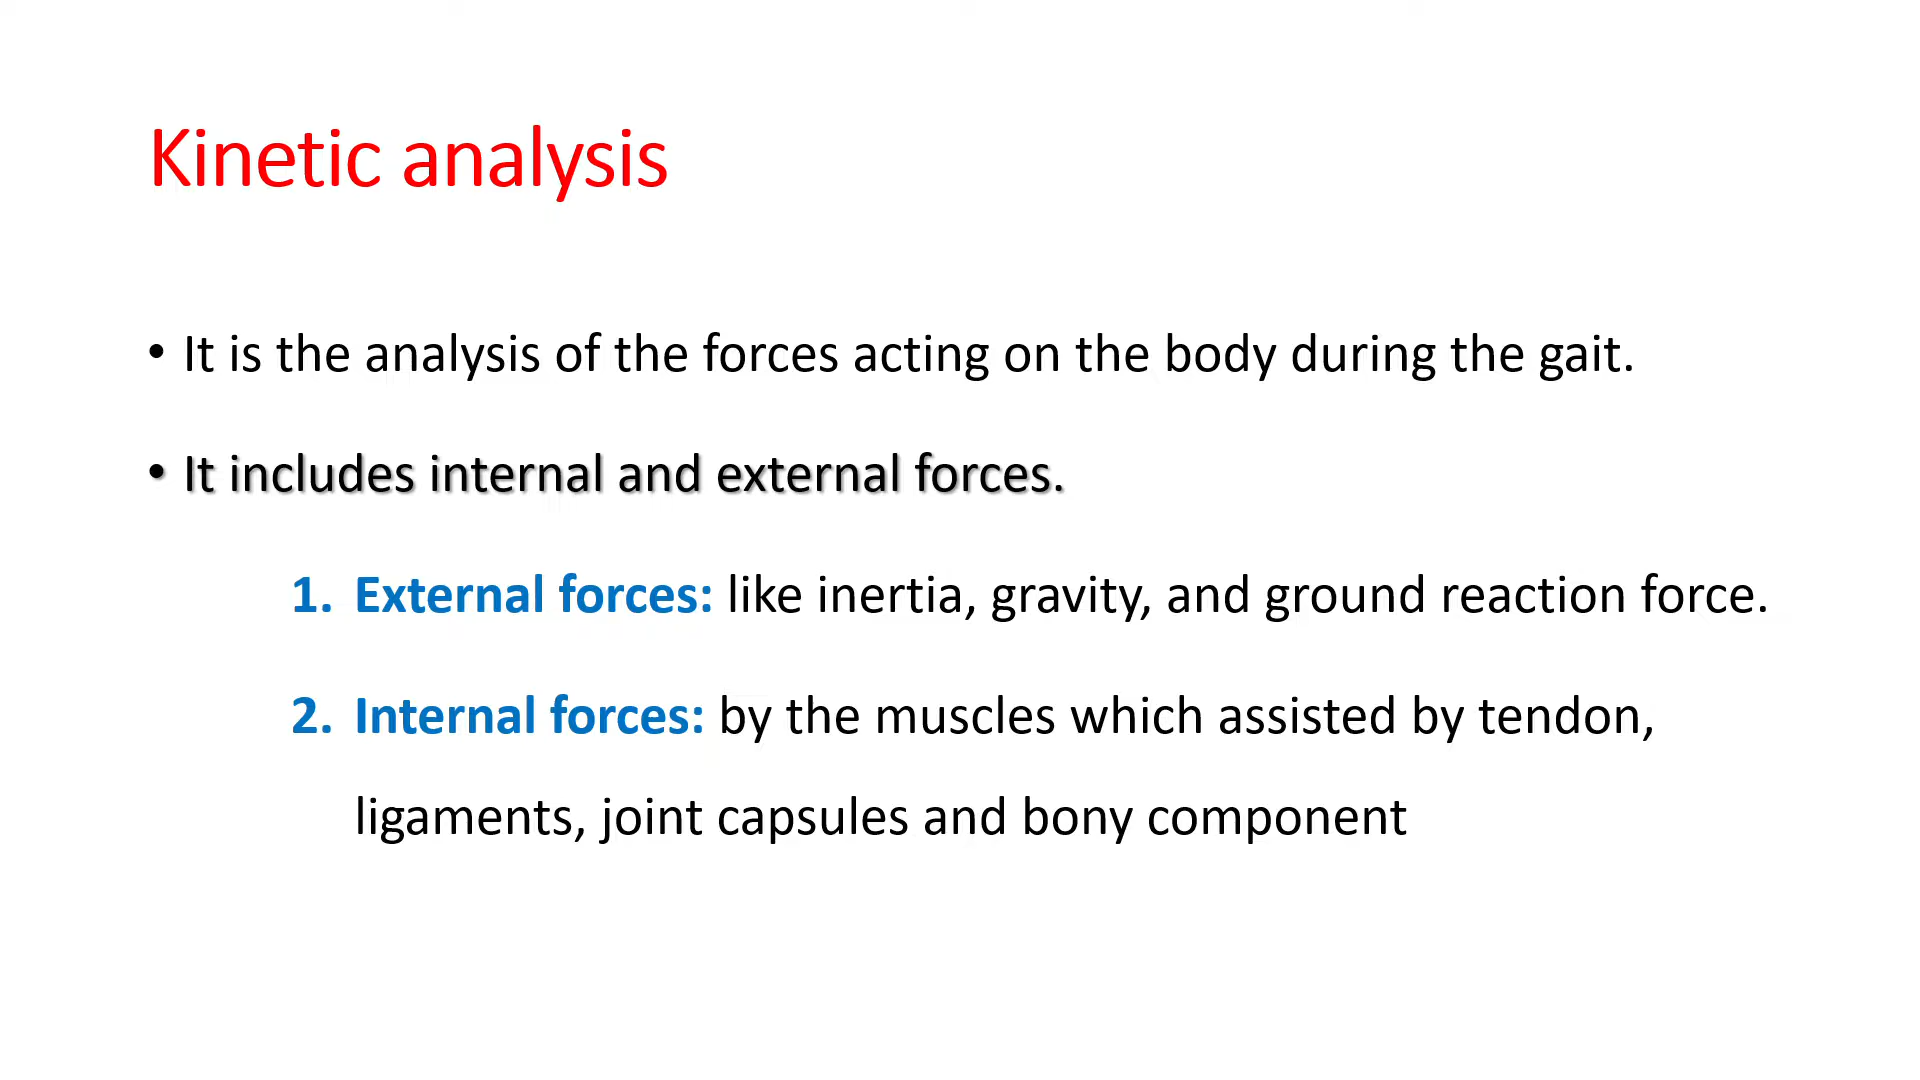 Kinetic analysis
• It is the analysis of the forces acting on the body during the gait.
• It includes internal and external forces.
1. External forces: like inertia, gravity, and ground reaction force.
2. Internal forces: by the muscles which assisted by tendon,
ligaments, joint capsules and bony component